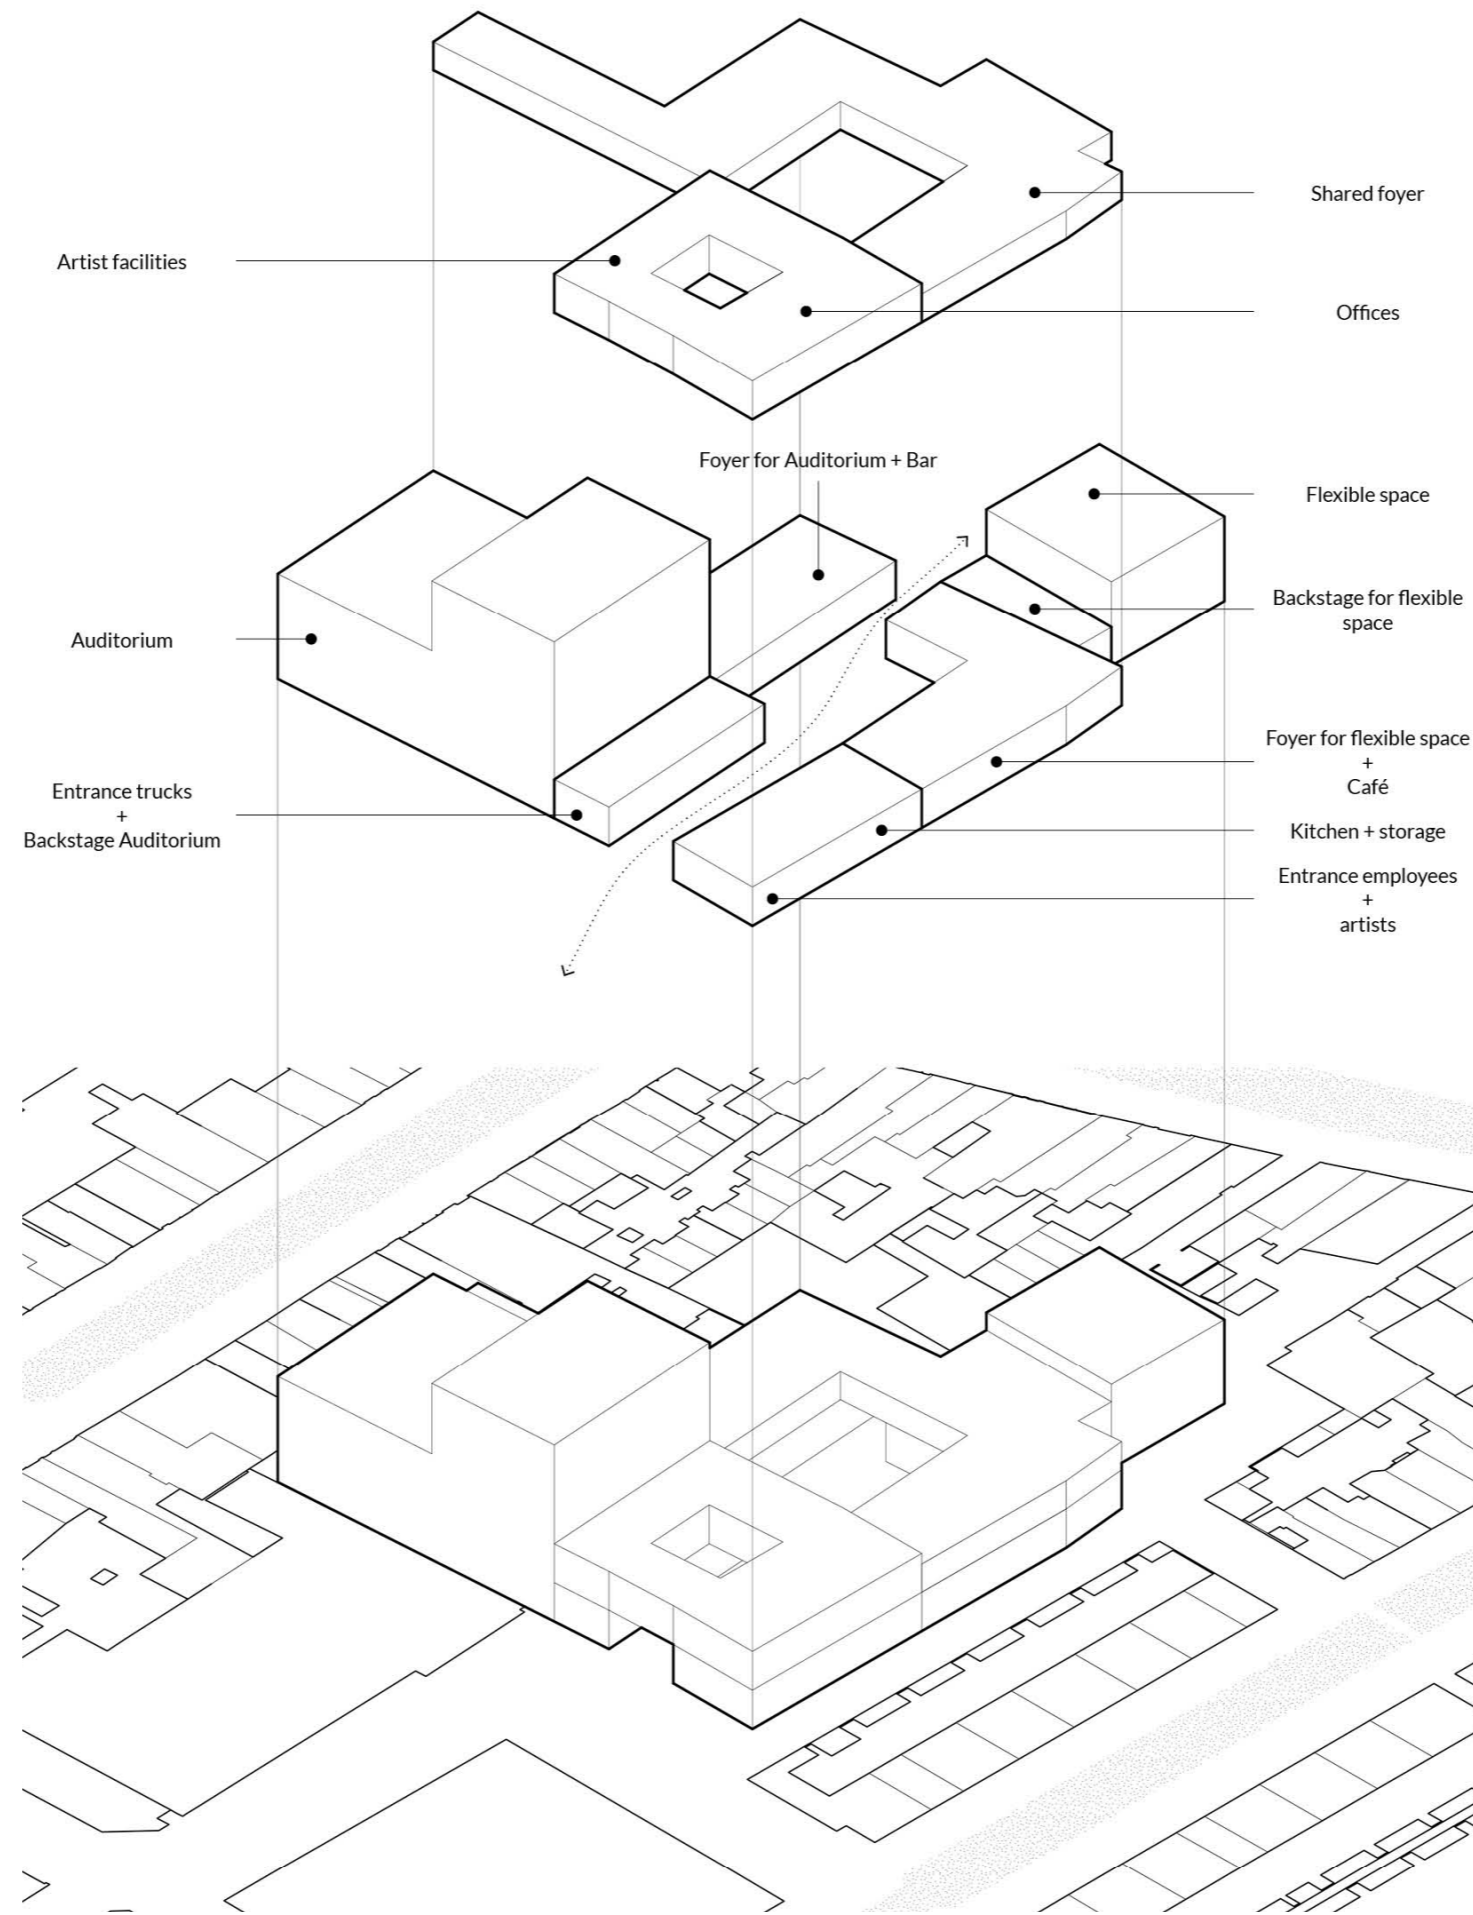 Shared foyer
Artist facilities
Offices
Foyer for Auditorium + Bar
Flexible space
Backstage for flexible
space
Auditorium
Foyer for flexible space
+
Café
Entrance trucks
+
Backstage Auditorium
Kitchen + storage
Entrance employees
+
artists